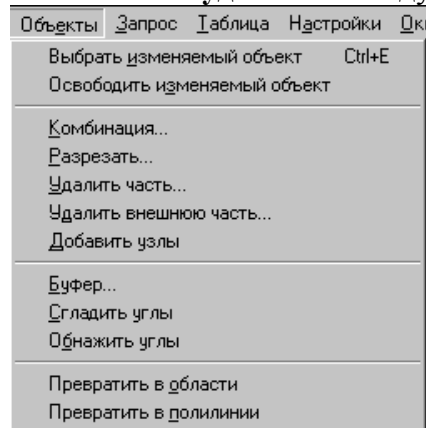 Объекты Запрос Таблица Настройки
Выбрать изменяемый объект Ctrl+E
Освободить изменяемый объект
Комбинация...
Разрезать...
Удалить часть...
Удалить внешнюю часть...
Добавить узлы
Буфер...
Сгладить углы
Обнажить углы
Превратить в области
Превратить в полилинии